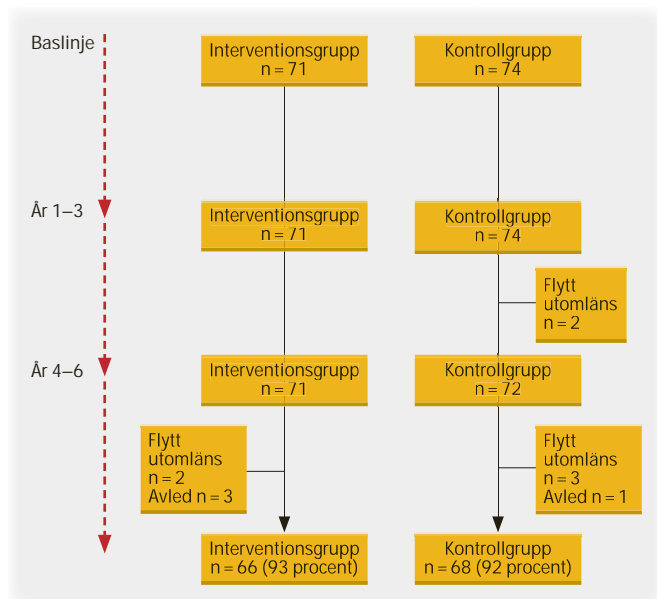 Baslinje
Interventionsgrupp
n = 71
Kontrollgrupp
n = 74
År 1–3
Interventionsgrupp
n = 71
Kontrollgrupp
n = 74
Flytt
utomläns
n = 2
År 4–6
Interventionsgrupp
n = 71
Kontrollgrupp
n = 72
Flytt
utomläns
n = 2
Avled n = 3
Flytt
utomläns
n = 3
Avled n = 1
Interventionsgrupp
n = 66 (93 procent)
Kontrollgrupp
n = 68 (92 procent)